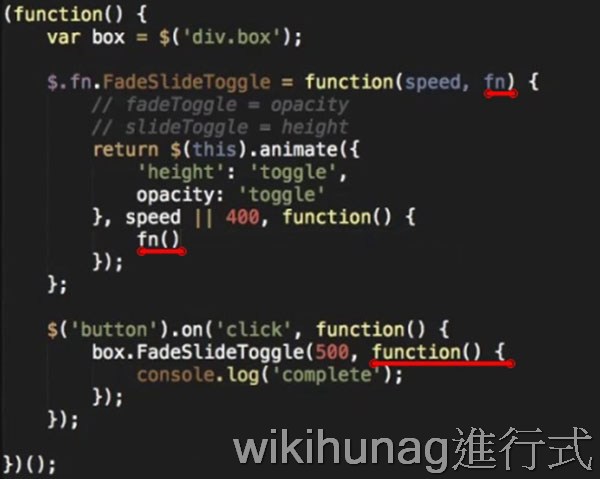 (function() {
var box = $('div.box');
$.fn.FadeSlideToggle = function(speed, fn) {
// fadeToggle = opacity
// slideToggle = height
return $(this).animate({
'height': 'toggle',
opacity: 'toggle'
}, speed || 400, function() {
fn()
});
};
$('button').on('click', function() {
box.FadeSlideToggle(500, function() {
console.log('complete');
});
});
})();
wikihunag進行式